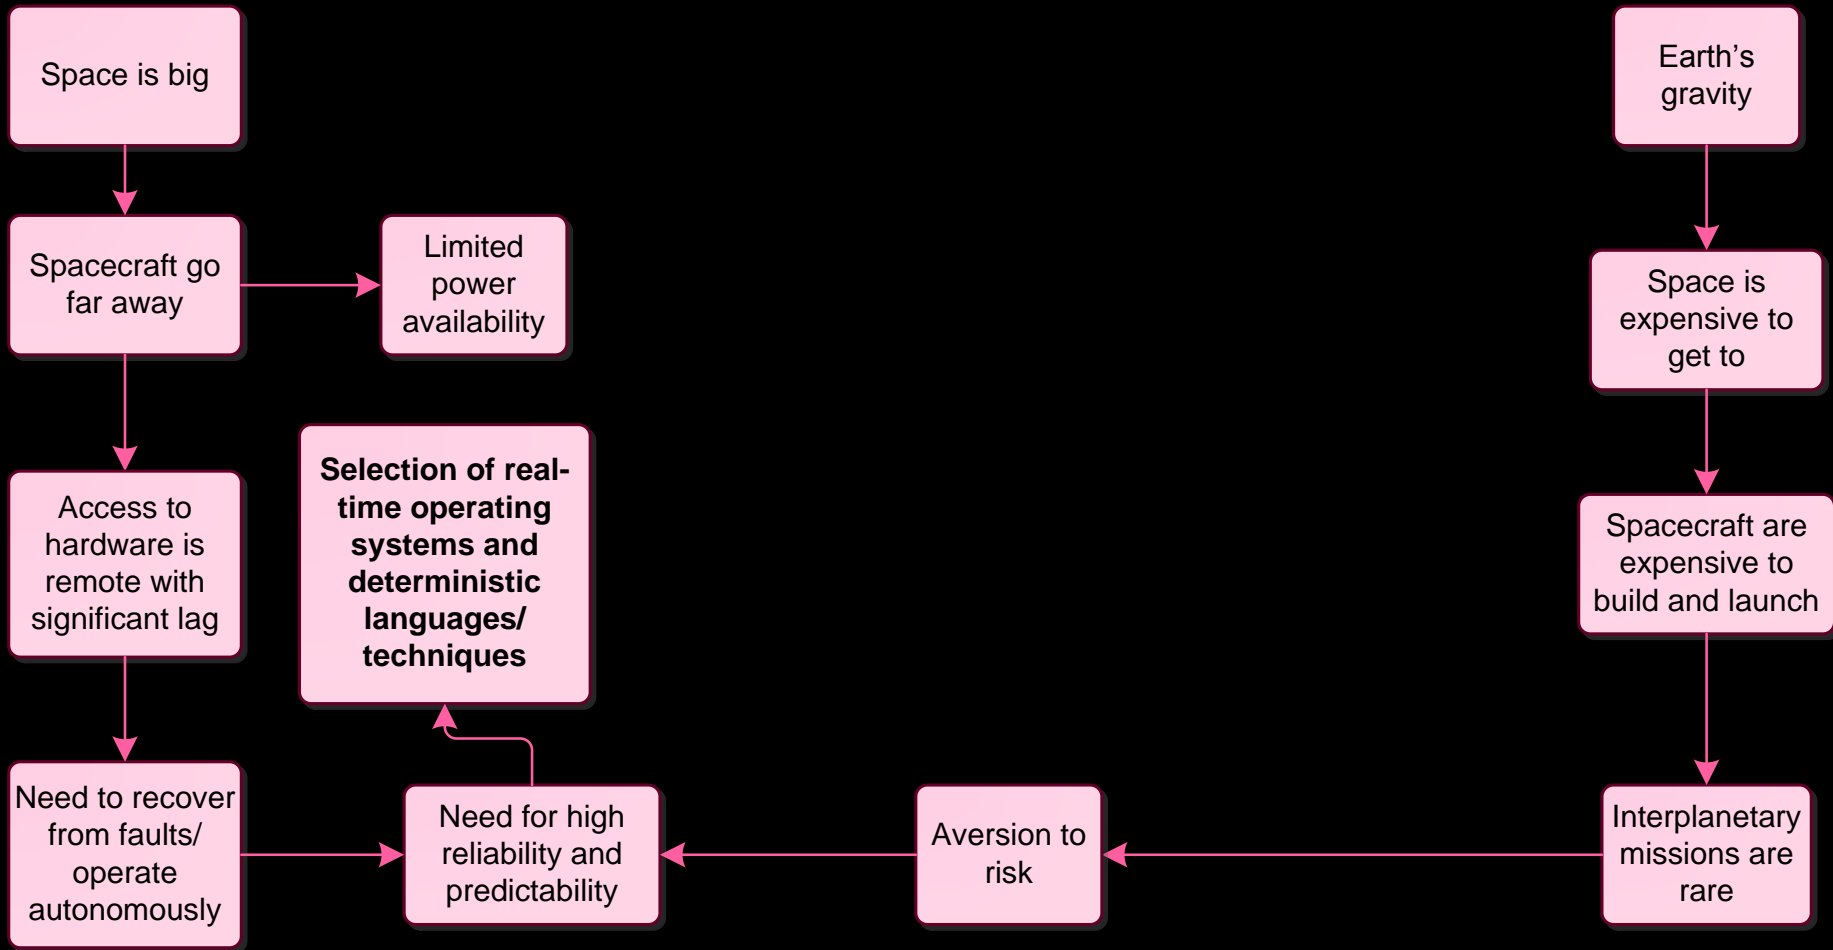 Space is big
Earth’s
gravity
Spacecraft go
far away
Limited
power
availability
Space is
expensive to
get to
Selection of real-
time operating
systems and
deterministic
languages/
techniques
Access to
hardware is
remote with
significant lag
Spacecraft are
expensive to
build and launch
Need to recover
from faults/
operate
autonomously
Need for high
reliability and
predictability
Aversion to
risk
Interplanetary
missions are
rare